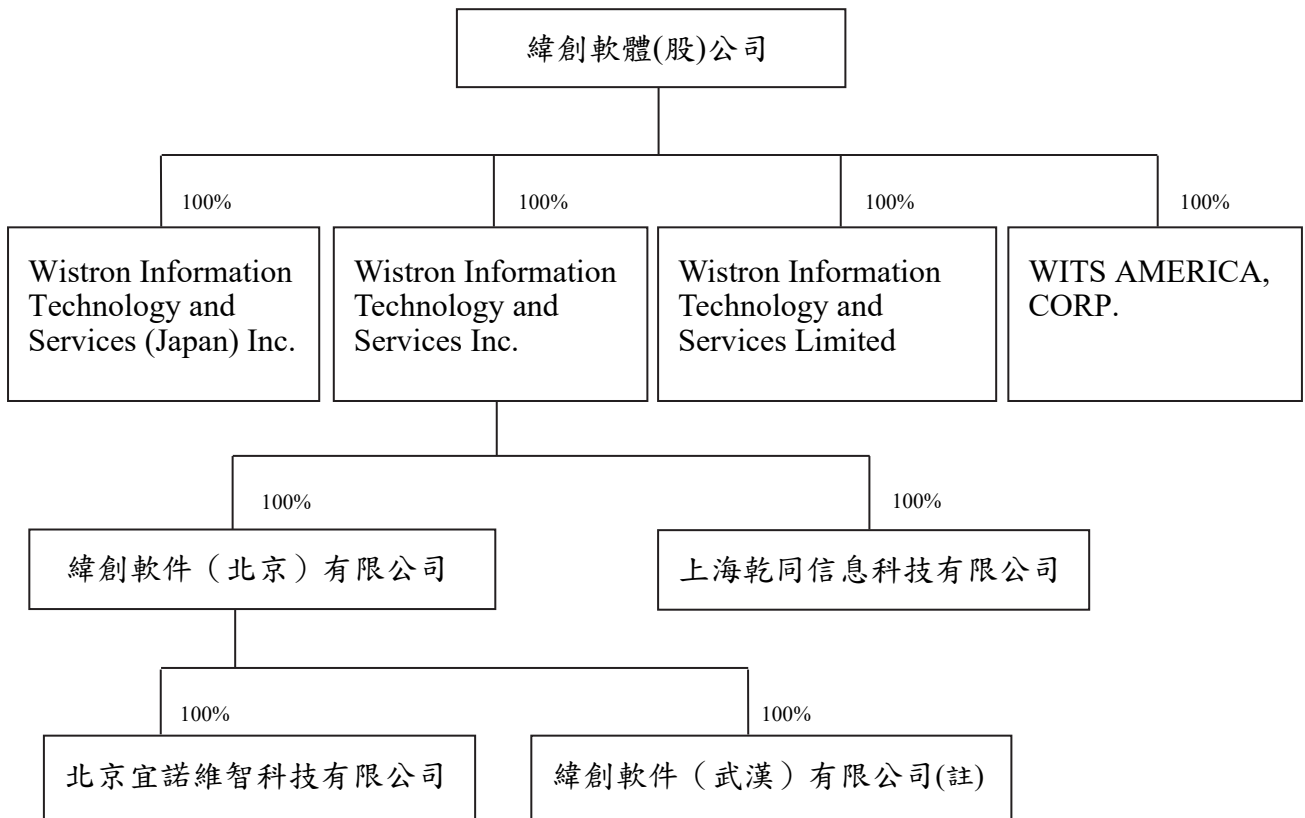 緯創軟體(股)公司
100%
100%
100%
100%
Wistron Information
Technology and
Services (Japan) Inc.
Wistron Information
Technology and
Services Inc.
Wistron Information
Technology and
Services Limited
WITS AMERICA,
CORP.
100%
100%
緯創軟件（北京）有限公司
上海乾同信息科技有限公司
100%
100%
北京宜諾維智科技有限公司
緯創軟件（武漢）有限公司(註)